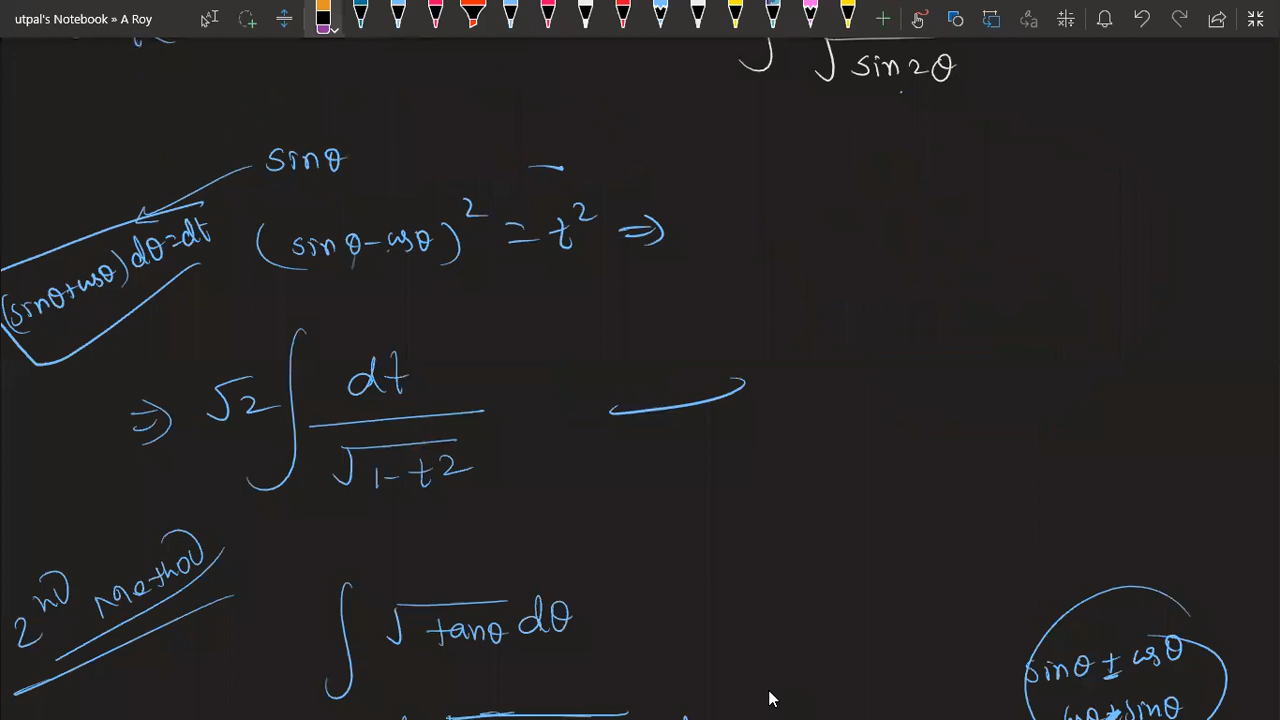 utpal's Notebook » A Roy
∫ √sin2θ
sinθ
(sinθ+cosθ)dθ=dt
(sinθ-cosθ)² = t² ⇒
⇒ √2 ∫ dt / √1-t2
2nd Method
∫ √tanθ dθ
sinθ ± cosθ